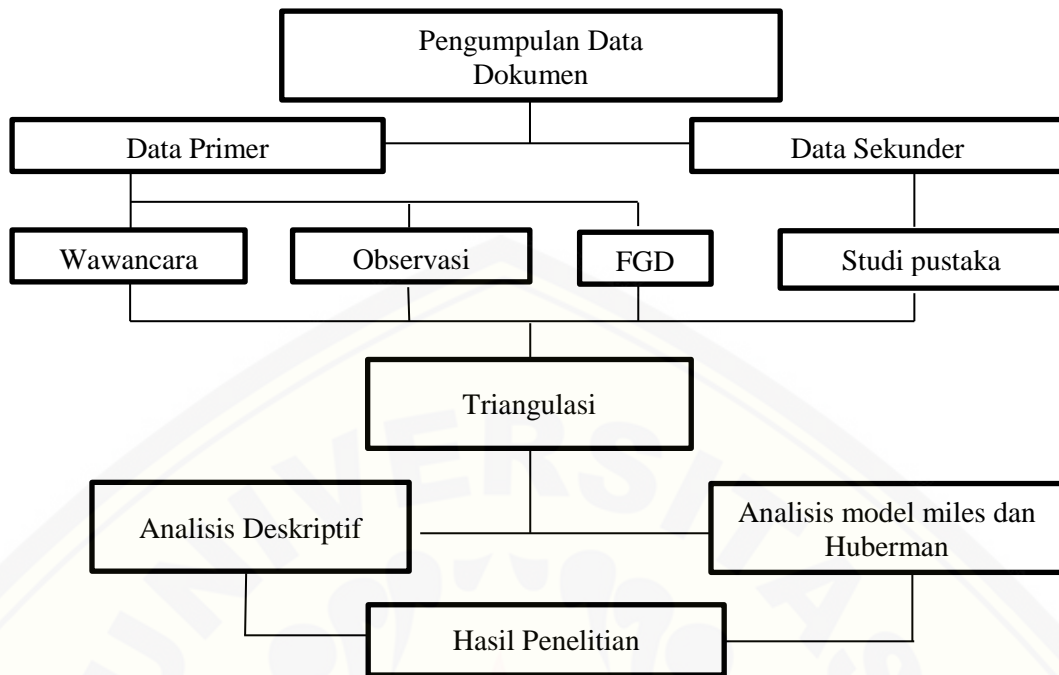 Pengumpulan Data
Dokumen
Data Primer
Data Sekunder
Wawancara
Observasi
FGD
Studi pustaka
Triangulasi
Analisis Deskriptif
Analisis model miles dan
Huberman
Hasil Penelitian
UNIVERSITAS